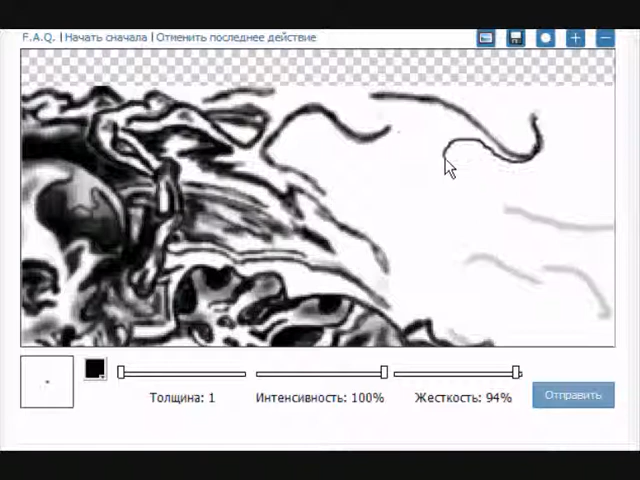 F.A.Q. | Начать сначала | Отменить последнее действие
Толщина: 1 Интенсивность: 100% Жесткость: 94% Отправить